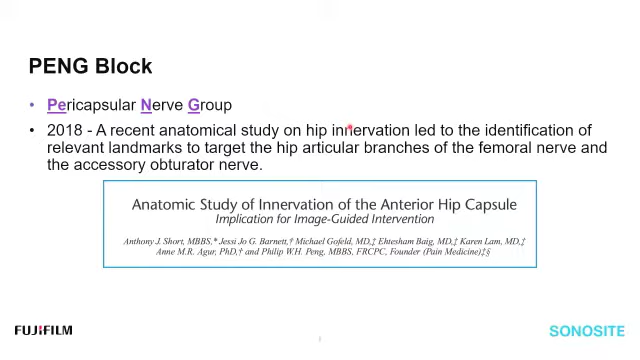 PENG Block
• Pericapsular Nerve Group
• 2018 - A recent anatomical study on hip innervation led to the identification of
relevant landmarks to target the hip articular branches of the femoral nerve and
the accessory obturator nerve.
Anatomic Study of Innervation of the Anterior Hip Capsule
Implication for Image-Guided Intervention
Anthony J. Short, MBBS,* Jessi Jo G. Barnett,† Michael Gofeld, MD,‡ Ehtesham Baig, MD,‡ Karen Lam, MD,‡
Anne M.R. Agur, PhD,† and Philip W.H. Peng, MBBS, FRCPC, Founder (Pain Medicine)‡§
FUJIFILM
SONOSITE